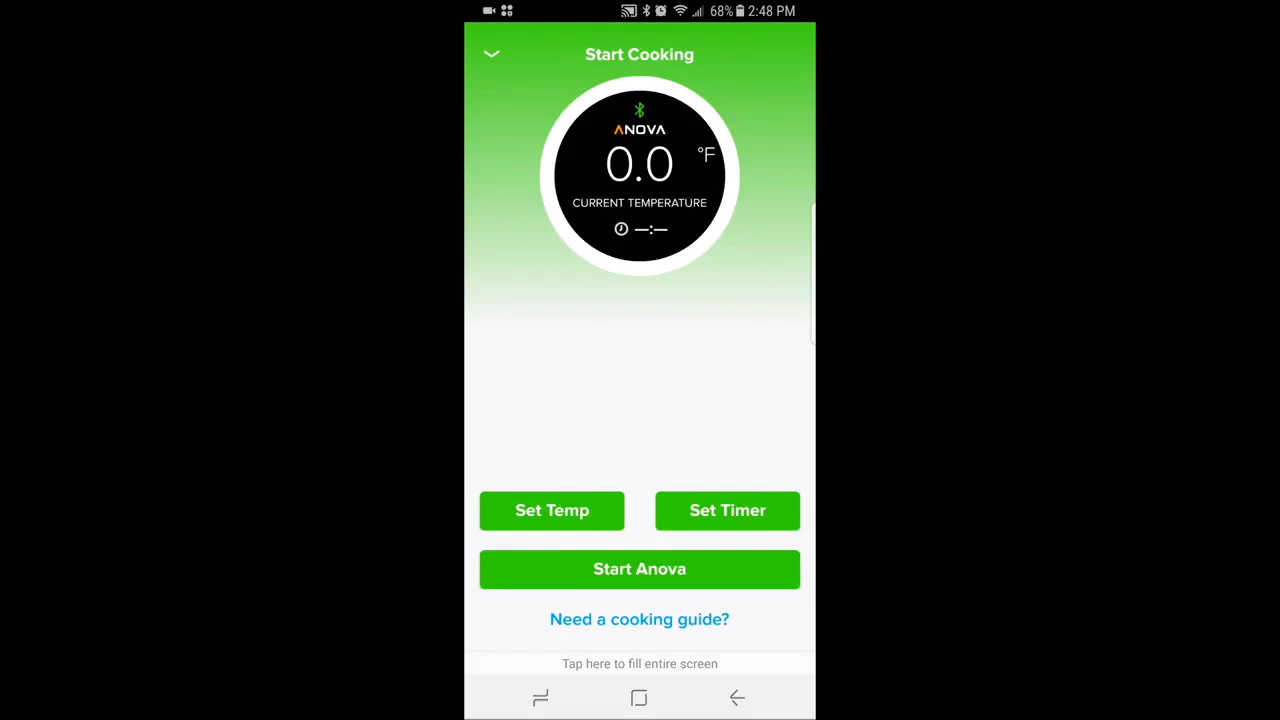 68% 2:48 PM
Start Cooking
ANOVA
0.0 °F
CURRENT TEMPERATURE
–:–
Set Temp
Set Timer
Start Anova
Need a cooking guide?
Tap here to fill entire screen